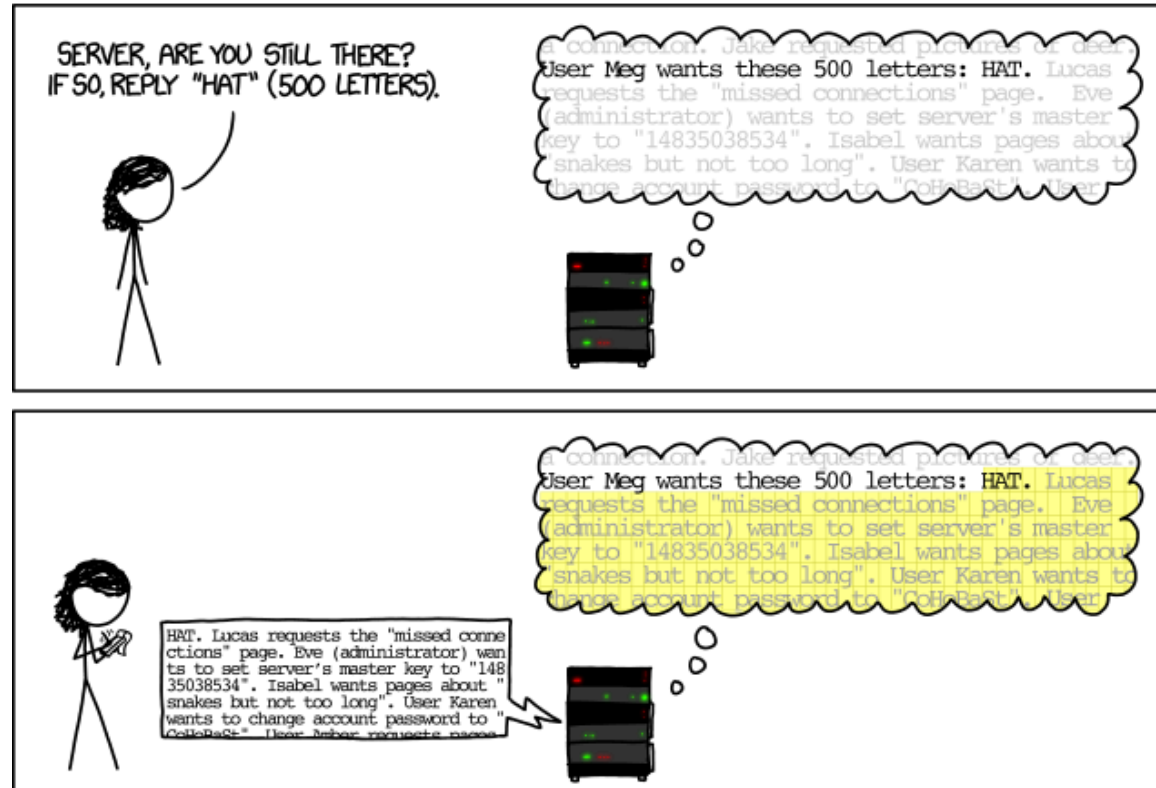 SERVER, ARE YOU STILL THERE?
IF SO, REPLY "HAT" (500 LETTERS).
a connection. Jake requested pictures of deer.
User Meg wants these 500 letters: HAT. Lucas
requests the "missed connections" page. Eve
(administrator) wants to set server's master
key to "14835038534". Isabel wants pages about
"snakes but not too long". User Karen wants to
change account password to "CoHoBaSt". User
a connection. Jake requested pictures of deer.
User Meg wants these 500 letters: HAT. Lucas
requests the "missed connections" page. Eve
(administrator) wants to set server's master
key to "14835038534". Isabel wants pages about
"snakes but not too long". User Karen wants to
change account password to "CoHoBaSt". User
HAT. Lucas requests the "missed conne
ctions" page. Eve (administrator) wan
ts to set server's master key to "148
35038534". Isabel wants pages about "
snakes but not too long". User Karen
wants to change account password to "
CoHoBaSt". User Amber requests pages